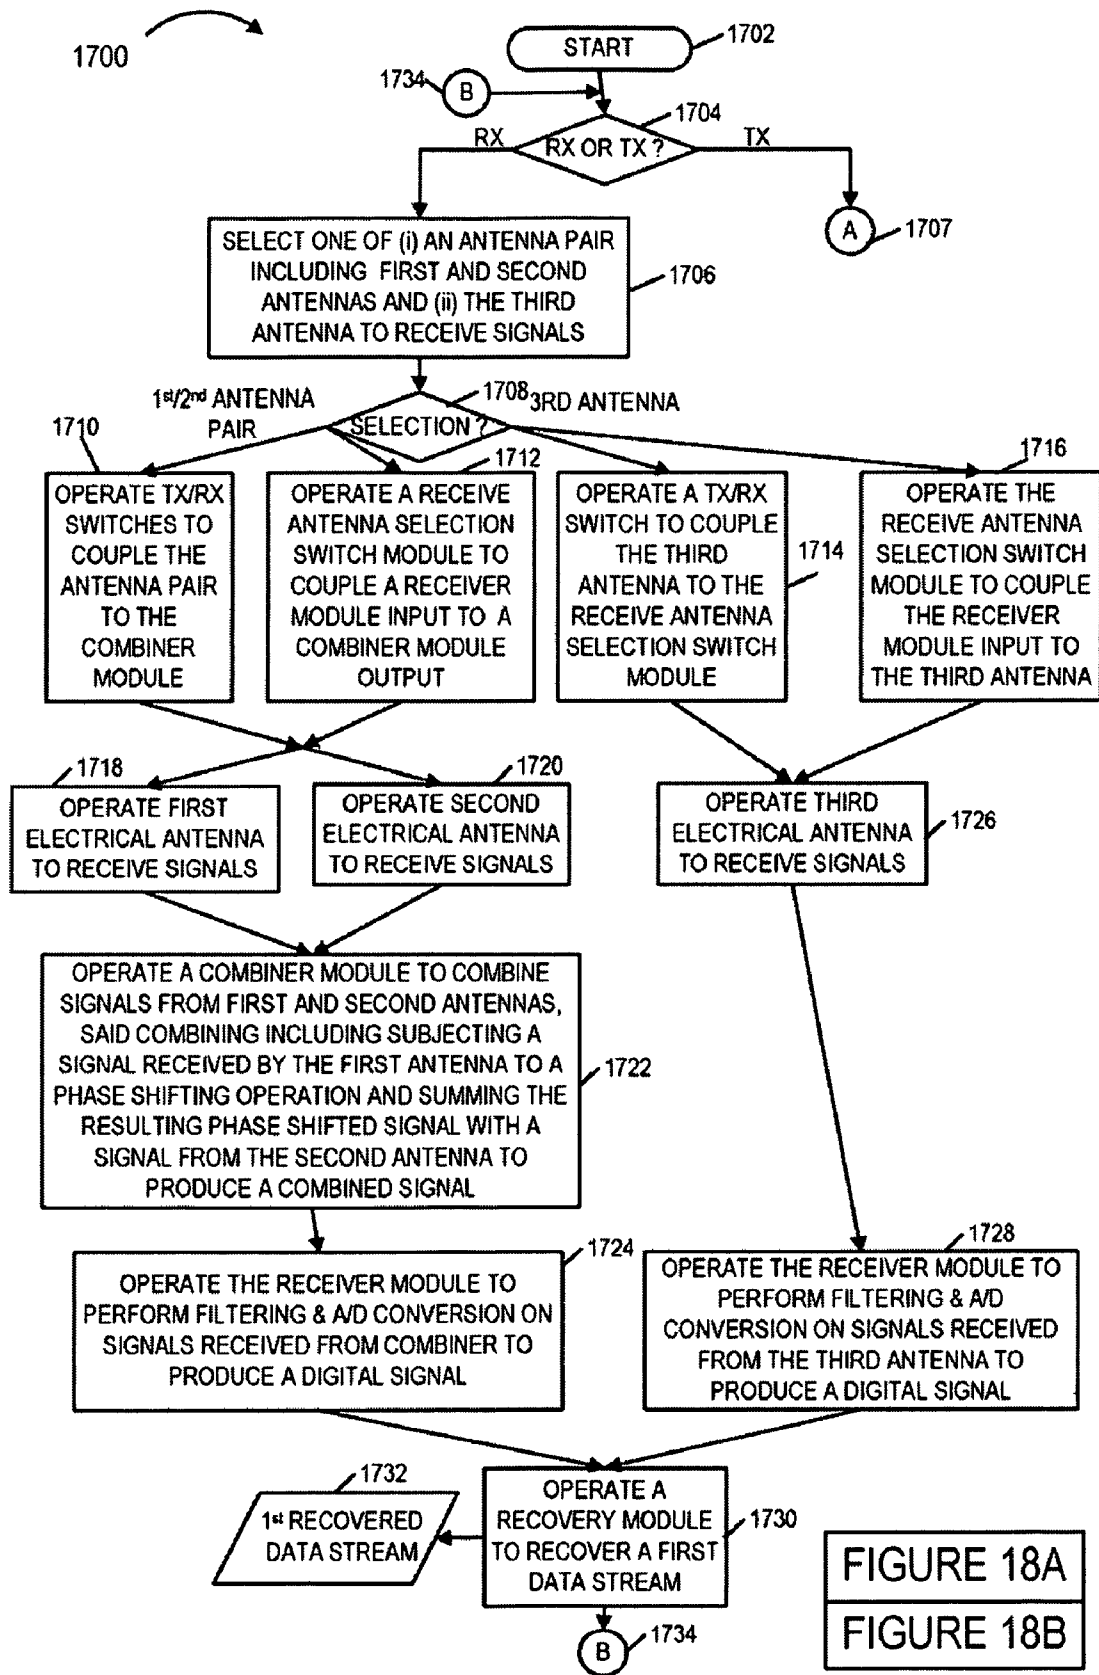 1700
START
1702
1734
B
1704
RX
RX OR TX ?
TX
A
1707
SELECT ONE OF (i) AN ANTENNA PAIR
INCLUDING FIRST AND SECOND
ANTENNAS AND (ii) THE THIRD
ANTENNA TO RECEIVE SIGNALS
1706
1st/2nd ANTENNA
PAIR
1708
SELECTION ?
3RD ANTENNA
1710
OPERATE TX/RX
SWITCHES TO
COUPLE THE
ANTENNA PAIR
TO THE
COMBINER
MODULE
1712
OPERATE A RECEIVE
ANTENNA SELECTION
SWITCH MODULE TO
COUPLE A RECEIVER
MODULE INPUT TO A
COMBINER MODULE
OUTPUT
OPERATE A TX/RX
SWITCH TO COUPLE
THE THIRD
ANTENNA TO THE
RECEIVE ANTENNA
SELECTION SWITCH
MODULE
1714
1716
OPERATE THE
RECEIVE ANTENNA
SELECTION SWITCH
MODULE TO COUPLE
THE RECEIVER
MODULE INPUT TO
THE THIRD ANTENNA
1718
OPERATE FIRST
ELECTRICAL ANTENNA
TO RECEIVE SIGNALS
1720
OPERATE SECOND
ELECTRICAL ANTENNA
TO RECEIVE SIGNALS
OPERATE THIRD
ELECTRICAL ANTENNA
TO RECEIVE SIGNALS
1726
OPERATE A COMBINER MODULE TO COMBINE
SIGNALS FROM FIRST AND SECOND ANTENNAS,
SAID COMBINING INCLUDING SUBJECTING A
SIGNAL RECEIVED BY THE FIRST ANTENNA TO A
PHASE SHIFTING OPERATION AND SUMMING THE
RESULTING PHASE SHIFTED SIGNAL WITH A
SIGNAL FROM THE SECOND ANTENNA TO
PRODUCE A COMBINED SIGNAL
1722
1724
OPERATE THE RECEIVER MODULE TO
PERFORM FILTERING & A/D CONVERSION ON
SIGNALS RECEIVED FROM COMBINER TO
PRODUCE A DIGITAL SIGNAL
1728
OPERATE THE RECEIVER MODULE TO
PERFORM FILTERING & A/D
CONVERSION ON SIGNALS RECEIVED
FROM THE THIRD ANTENNA TO
PRODUCE A DIGITAL SIGNAL
1732
1st RECOVERED
DATA STREAM
OPERATE A
RECOVERY MODULE
TO RECOVER A FIRST
DATA STREAM
1730
B
1734
FIGURE 18A
FIGURE 18B